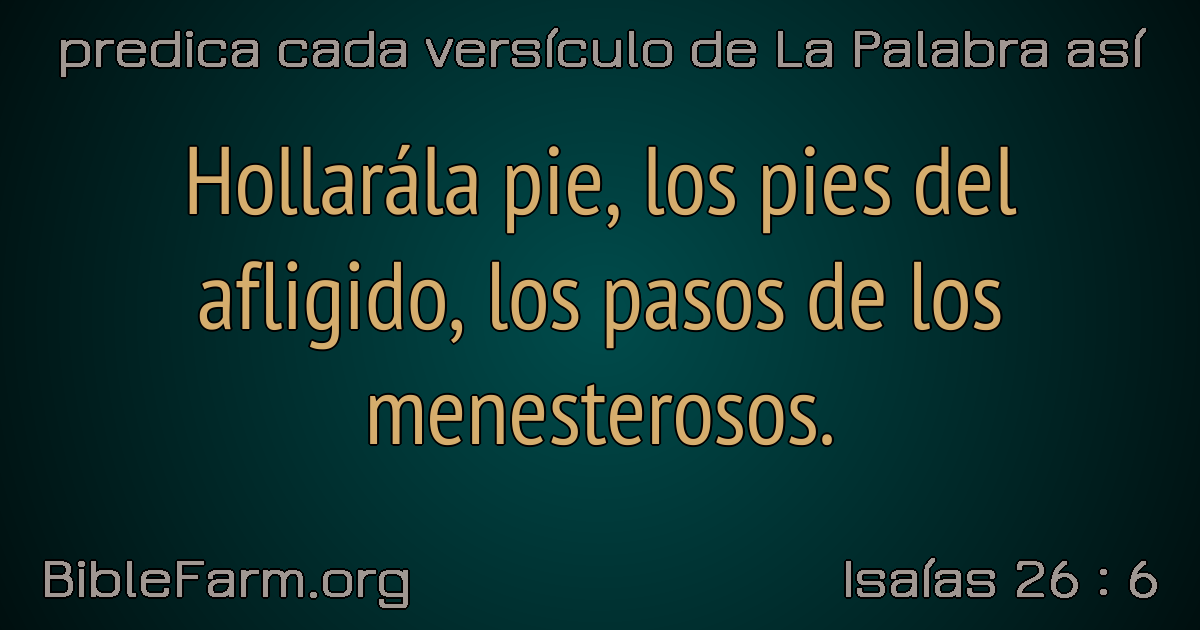 predica cada versículo de La Palabra así
Hollarála pie, los pies del
afligido, los pasos de los
menesterosos.
BibleFarm.org
Isaías 26 : 6